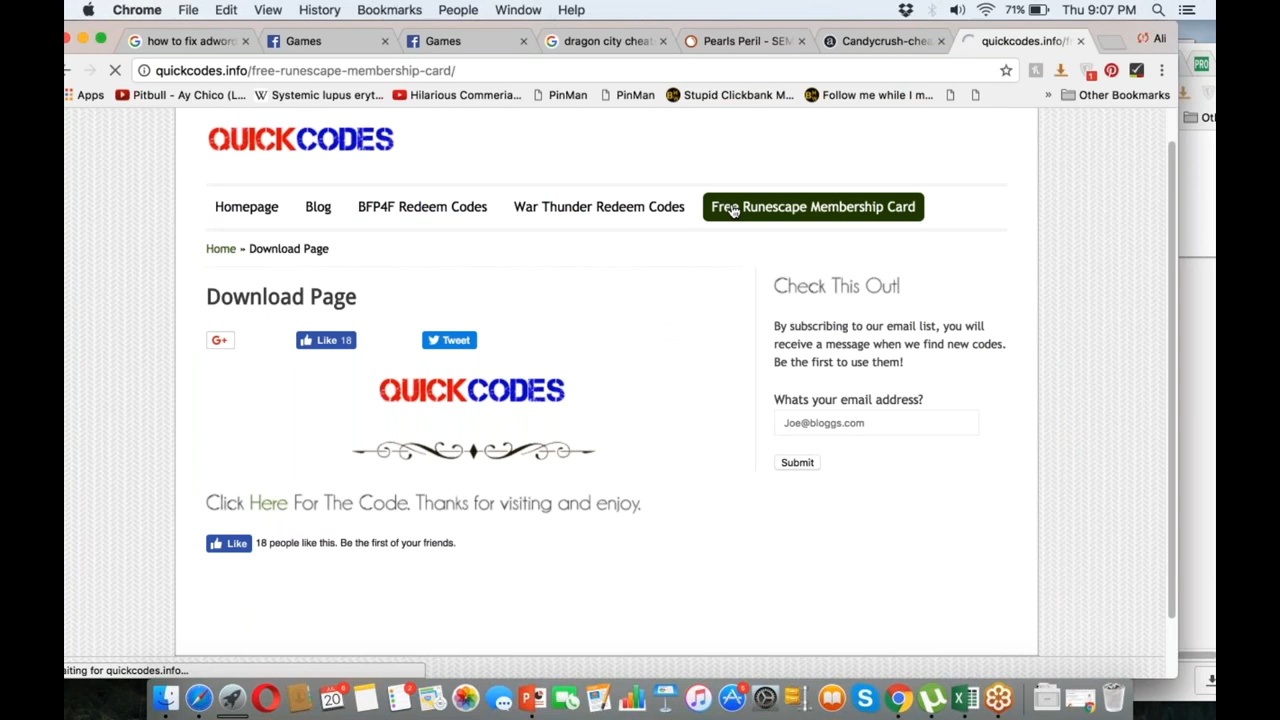 Chrome File Edit View History Bookmarks People Window Help 71% Thu 9:07 PM
how to fix adwor Games Games dragon city cheat Pearls Peril - SEM Candycrush-chea quickcodes.info/f Ali
quickcodes.info/free-runescape-membership-card/ 1 PRO
Apps Pitbull - Ay Chico (L... Systemic lupus eryt... Hilarious Commeria... PinMan PinMan Stupid Clickbank M... Follow me while I m... » Other Bookmarks
QUICKCODES
Homepage Blog BFP4F Redeem Codes War Thunder Redeem Codes Free Runescape Membership Card
Home » Download Page
Download Page
G+ Like 18 Tweet
QUICKCODES
Click Here For The Code. Thanks for visiting and enjoy.
Like 18 people like this. Be the first of your friends.
Check This Out!
By subscribing to our email list, you will
receive a message when we find new codes.
Be the first to use them!
Whats your email address?
Joe@bloggs.com
Submit
aiting for quickcodes.info...
20